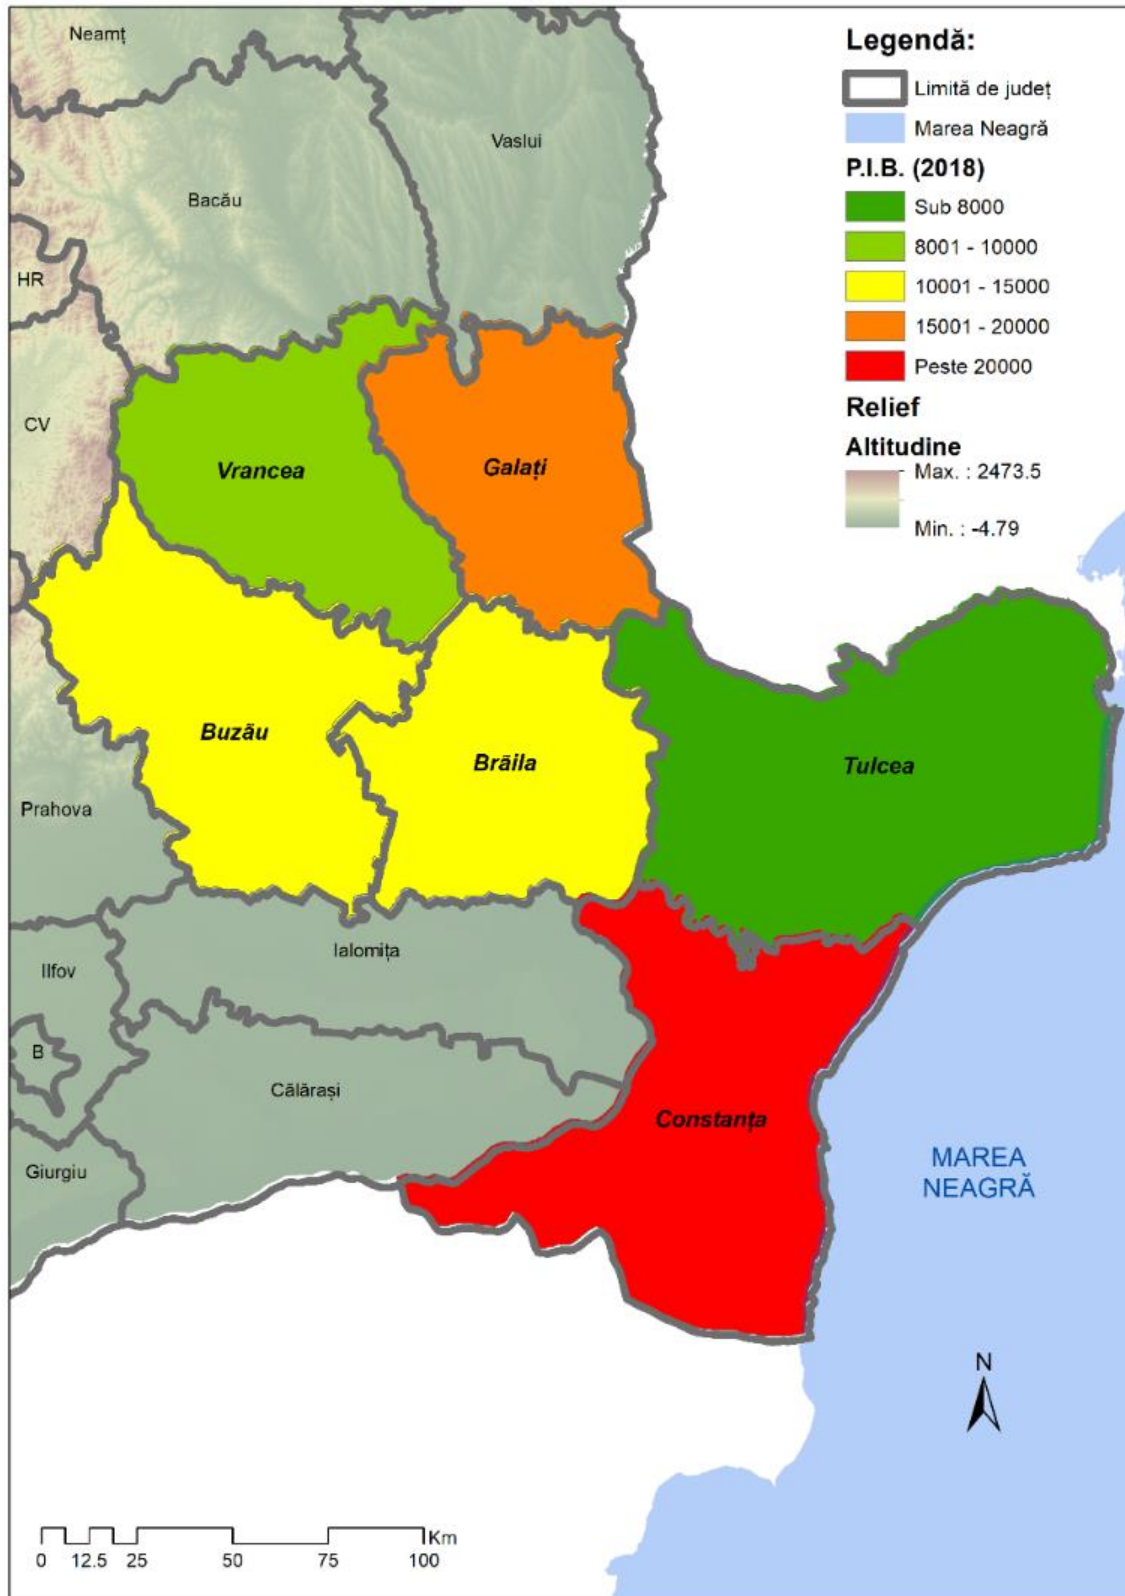 Neamț
Vaslui
Bacău
HR
CV
Vrancea
Galați
Buzău
Brăila
Tulcea
Prahova
Ialomița
Ilfov
B
Călărași
Constanța
Giurgiu
MAREA
NEAGRĂ
Legendă:
Limită de județ
Marea Neagră
P.I.B. (2018)
Sub 8000
8001 - 10000
10001 - 15000
15001 - 20000
Peste 20000
Relief
Altitudine
Max. : 2473.5
Min. : -4.79
N
Km
0 12.5 25 50 75 100